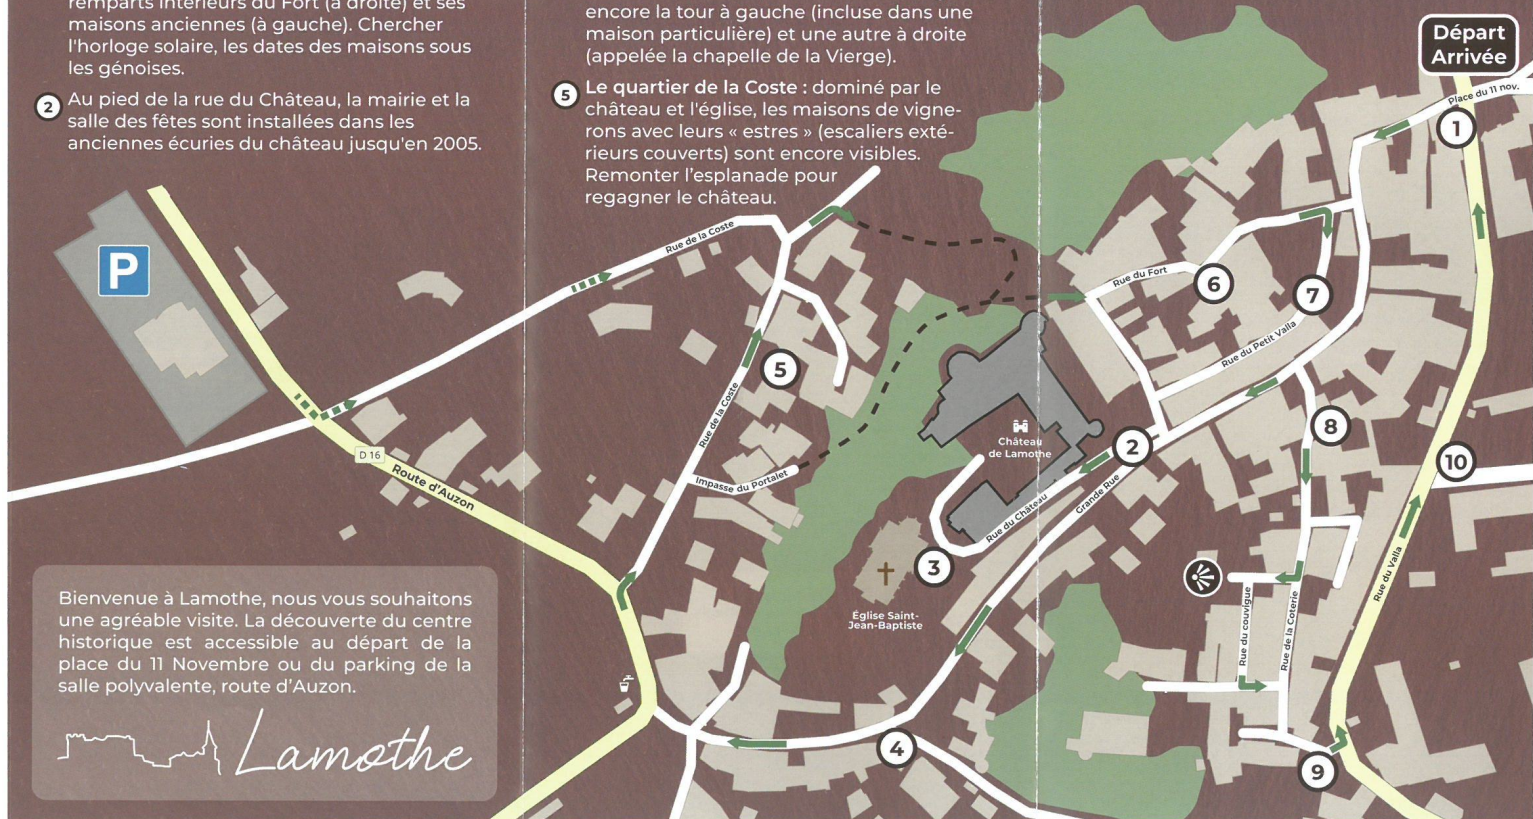 remparts intérieurs du Fort (à droite) et ses
maisons anciennes (à gauche). Chercher
l'horloge solaire, les dates des maisons sous
les génoises.
2 Au pied de la rue du Château, la mairie et la
salle des fêtes sont installées dans les
anciennes écuries du château jusqu'en 2005.
encore la tour à gauche (incluse dans une
maison particulière) et une autre à droite
(appelée la chapelle de la Vierge).
5 Le quartier de la Coste : dominé par le
château et l'église, les maisons de vigne-
rons avec leurs « estres » (escaliers exté-
rieurs couverts) sont encore visibles.
Remonter l'esplanade pour
regagner le château.
Départ
Arrivée
Place du 11 nov.
1
P
Rue de la Coste
Rue du Fort
6
7
Rue du Petit Valla
5
Rue de la Coste
Château
de Lamothe
2
8
10
D 16
Route d'Auzon
Impasse du Portalet
Grande Rue
Rue du Château
3
Église Saint-
Jean-Baptiste
Rue du Valla
Rue du couvigue
Rue de la Coterie
4
9
Bienvenue à Lamothe, nous vous souhaitons
une agréable visite. La découverte du centre
historique est accessible au départ de la
place du 11 Novembre ou du parking de la
salle polyvalente, route d'Auzon.
Lamothe